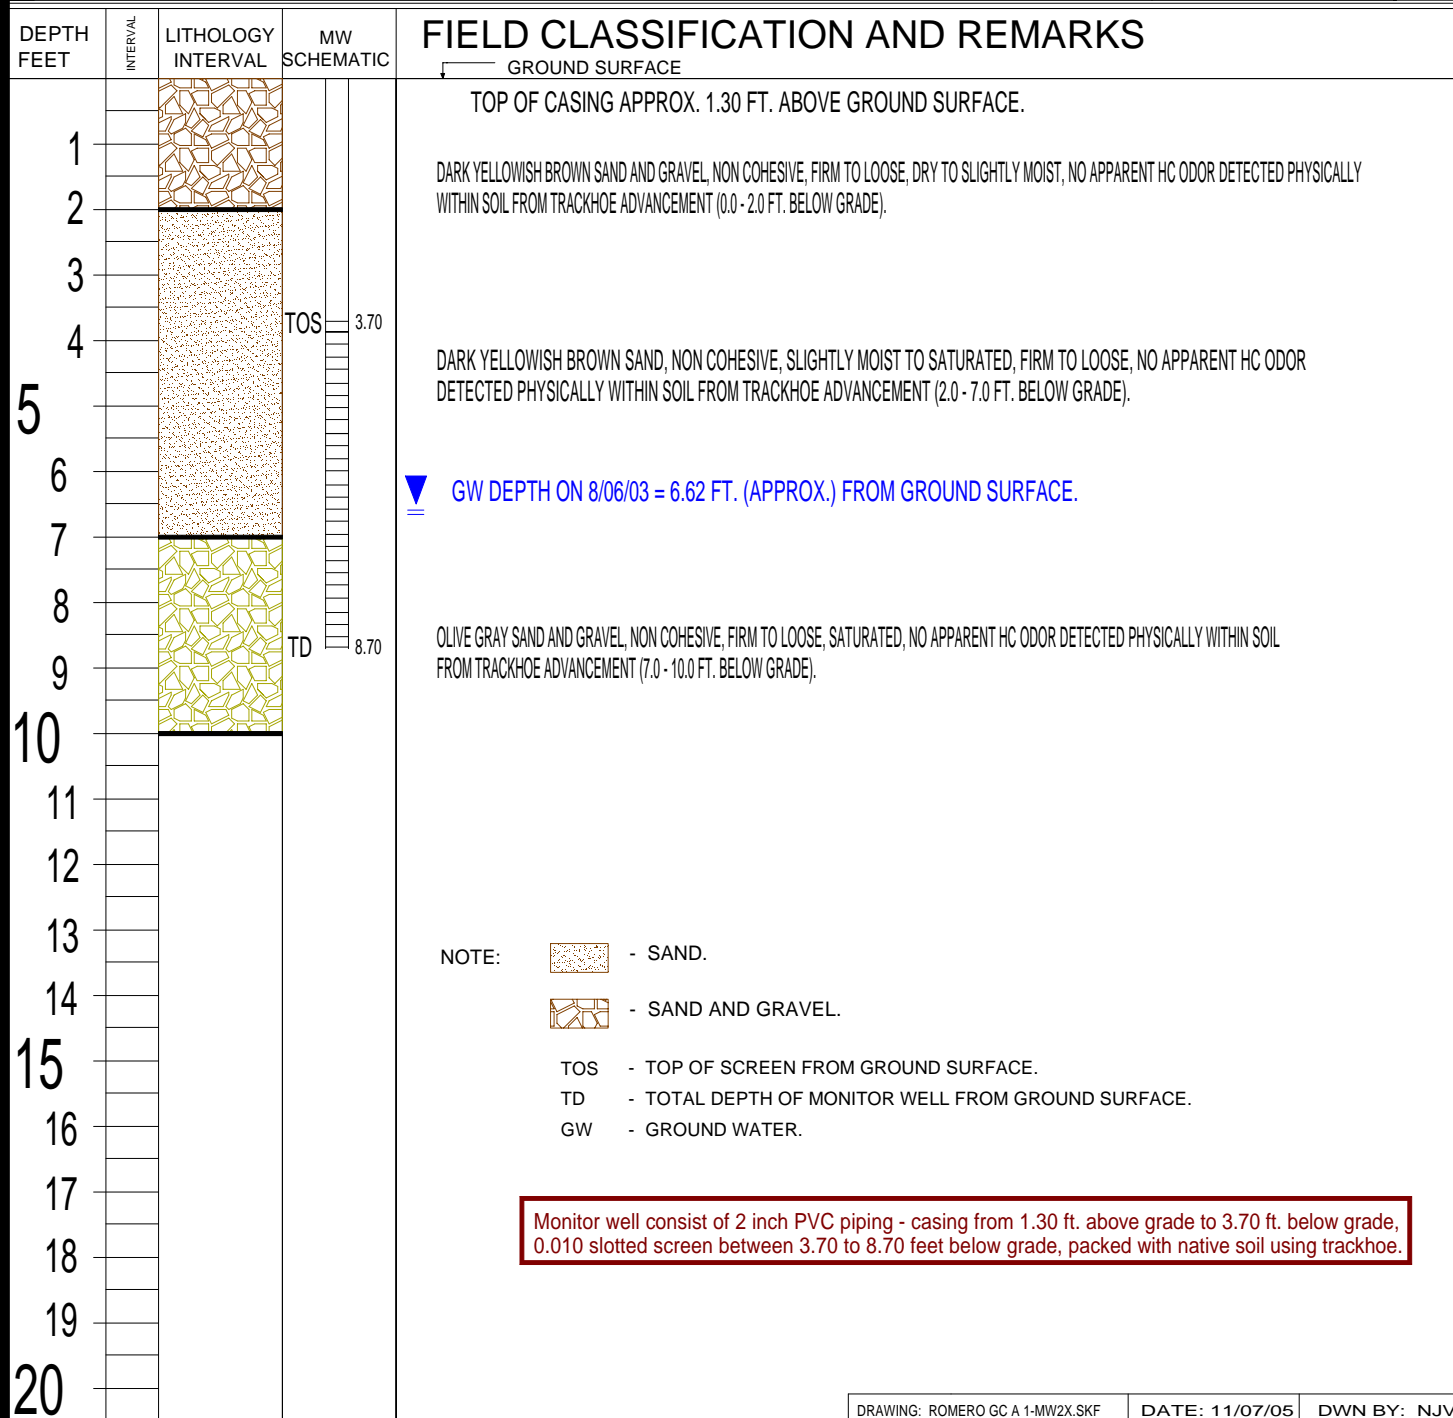 DEPTH FEET
INTERVAL
LITHOLOGY INTERVAL
MW SCHEMATIC
FIELD CLASSIFICATION AND REMARKS
GROUND SURFACE
TOP OF CASING APPROX. 1.30 FT. ABOVE GROUND SURFACE.
1
DARK YELLOWISH BROWN SAND AND GRAVEL, NON COHESIVE, FIRM TO LOOSE, DRY TO SLIGHTLY MOIST, NO APPARENT HC ODOR DETECTED PHYSICALLY
WITHIN SOIL FROM TRACKHOE ADVANCEMENT (0.0 - 2.0 FT. BELOW GRADE).
2
3
TOS 3.70
4
DARK YELLOWISH BROWN SAND, NON COHESIVE, SLIGHTLY MOIST TO SATURATED, FIRM TO LOOSE, NO APPARENT HC ODOR
DETECTED PHYSICALLY WITHIN SOIL FROM TRACKHOE ADVANCEMENT (2.0 - 7.0 FT. BELOW GRADE).
5
6
GW DEPTH ON 8/06/03 = 6.62 FT. (APPROX.) FROM GROUND SURFACE.
7
8
OLIVE GRAY SAND AND GRAVEL, NON COHESIVE, FIRM TO LOOSE, SATURATED, NO APPARENT HC ODOR DETECTED PHYSICALLY WITHIN SOIL
FROM TRACKHOE ADVANCEMENT (7.0 - 10.0 FT. BELOW GRADE).
TD 8.70
9
10
11
12
13
NOTE: - SAND.
14
- SAND AND GRAVEL.
15
TOS - TOP OF SCREEN FROM GROUND SURFACE.
TD - TOTAL DEPTH OF MONITOR WELL FROM GROUND SURFACE.
16
GW - GROUND WATER.
17
Monitor well consist of 2 inch PVC piping - casing from 1.30 ft. above grade to 3.70 ft. below grade,
0.010 slotted screen between 3.70 to 8.70 feet below grade, packed with native soil using trackhoe.
18
19
20
DRAWING: ROMERO GC A 1-MW2X.SKF DATE: 11/07/05 DWN BY: NJV